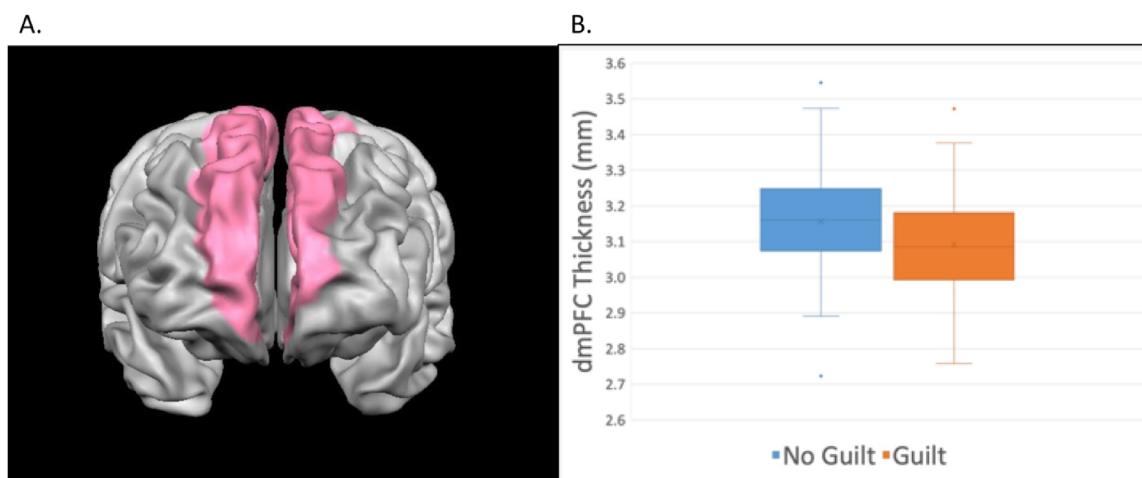 A.
B.
dmPFC Thickness (mm)
3.6
3.5
3.4
3.3
3.2
3.1
3.0
2.9
2.8
2.7
2.6
No Guilt Guilt